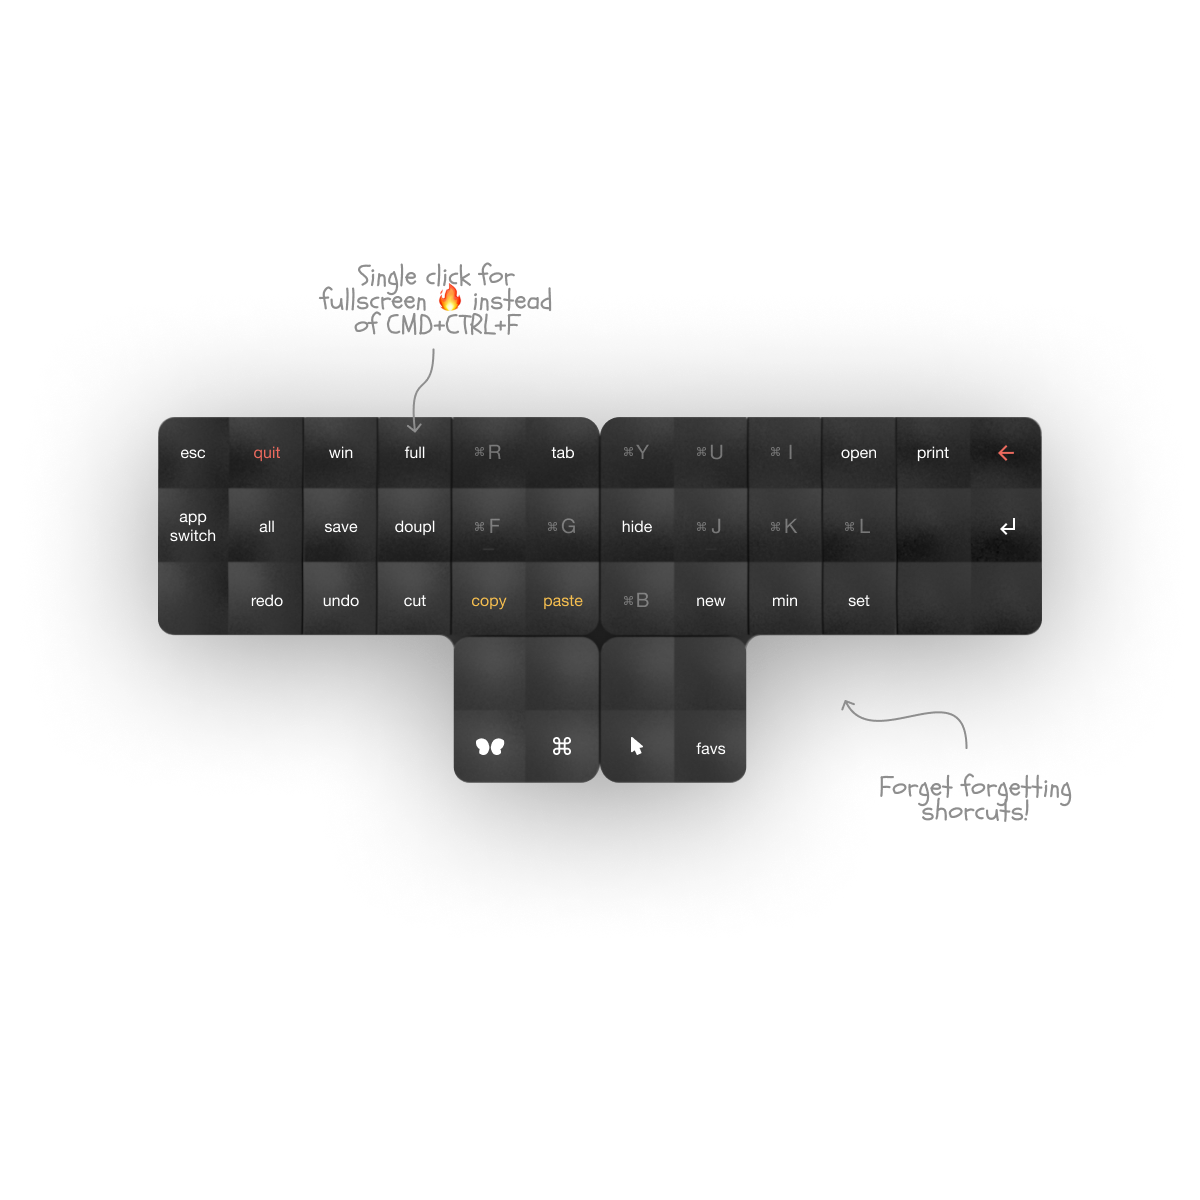 Single click for
fullscreen 🔥 instead
of CMD+CTRL+F
esc quit win full ⌘R tab ⌘Y ⌘U ⌘I open print ←
app
switch all save doupl ⌘F ⌘G hide ⌘J ⌘K ⌘L ↵
redo undo cut copy paste ⌘B new min set
⌘ favs
Forget forgetting
shorcuts!